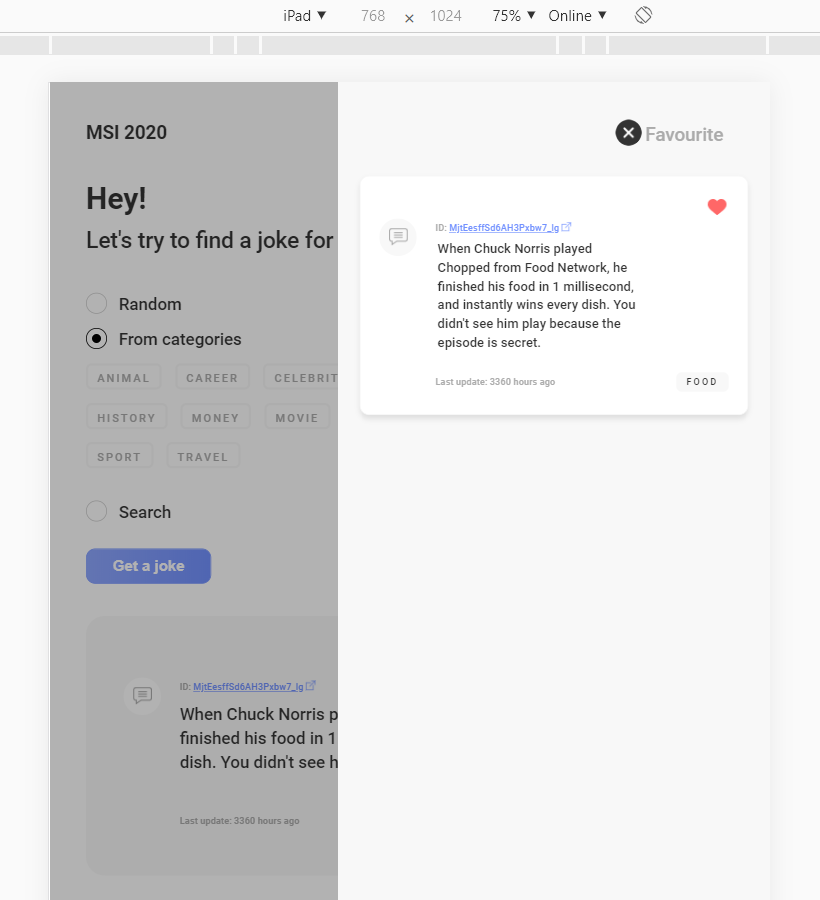 iPad ▼ 768 × 1024 75% ▼ Online ▼
MSI 2020
Hey!
Let's try to find a joke for
Random
From categories
ANIMAL CAREER CELEBRIT
HISTORY MONEY MOVIE
SPORT TRAVEL
Search
Get a joke
ID: MjtEesffSd6AH3Pxbw7_lg
When Chuck Norris p
finished his food in 1
dish. You didn't see h
Last update: 3360 hours ago
Favourite
ID: MjtEesffSd6AH3Pxbw7_lg
When Chuck Norris played
Chopped from Food Network, he
finished his food in 1 millisecond,
and instantly wins every dish. You
didn't see him play because the
episode is secret.
Last update: 3360 hours ago
FOOD